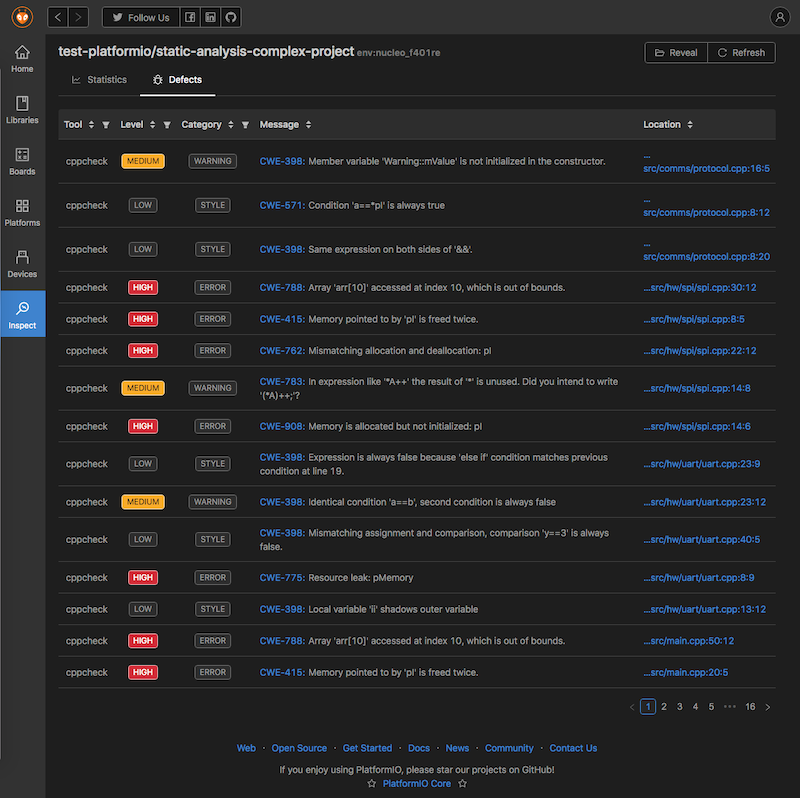 Follow Us
test-platformio/static-analysis-complex-project env:nucleo_f401re
Reveal
Refresh
Home
Libraries
Boards
Platforms
Devices
Inspect
Statistics
Defects
Tool Level Category Message Location
cppcheck MEDIUM WARNING CWE-398: Member variable 'Warning::mValue' is not initialized in the constructor. ...
src/comms/protocol.cpp:16:5
cppcheck LOW STYLE CWE-571: Condition 'a==*pl' is always true ...
src/comms/protocol.cpp:8:12
cppcheck LOW STYLE CWE-398: Same expression on both sides of '&&'. ...
src/comms/protocol.cpp:8:20
cppcheck HIGH ERROR CWE-788: Array 'arr[10]' accessed at index 10, which is out of bounds. ...src/hw/spi/spi.cpp:30:12
cppcheck HIGH ERROR CWE-415: Memory pointed to by 'pl' is freed twice. ...src/hw/spi/spi.cpp:8:5
cppcheck HIGH ERROR CWE-762: Mismatching allocation and deallocation: pl ...src/hw/spi/spi.cpp:22:12
cppcheck MEDIUM WARNING CWE-783: In expression like '*A++' the result of '*' is unused. Did you intend to write ...src/hw/spi/spi.cpp:14:8
'(*A)++;'?
cppcheck HIGH ERROR CWE-908: Memory is allocated but not initialized: pl ...src/hw/spi/spi.cpp:14:6
cppcheck LOW STYLE CWE-398: Expression is always false because 'else if' condition matches previous ...src/hw/uart/uart.cpp:23:9
condition at line 19.
cppcheck MEDIUM WARNING CWE-398: Identical condition 'a==b', second condition is always false ...src/hw/uart/uart.cpp:23:12
cppcheck LOW STYLE CWE-398: Mismatching assignment and comparison, comparison 'y==3' is always ...src/hw/uart/uart.cpp:40:5
false.
cppcheck HIGH ERROR CWE-775: Resource leak: pMemory ...src/hw/uart/uart.cpp:8:9
cppcheck LOW STYLE CWE-398: Local variable 'ii' shadows outer variable ...src/hw/uart/uart.cpp:13:12
cppcheck HIGH ERROR CWE-788: Array 'arr[10]' accessed at index 10, which is out of bounds. ...src/main.cpp:50:12
cppcheck HIGH ERROR CWE-415: Memory pointed to by 'pl' is freed twice. ...src/main.cpp:20:5
< 1 2 3 4 5 ••• 16 >
Web · Open Source · Get Started · Docs · News · Community · Contact Us
If you enjoy using PlatformIO, please star our projects on GitHub!
☆ PlatformIO Core ☆